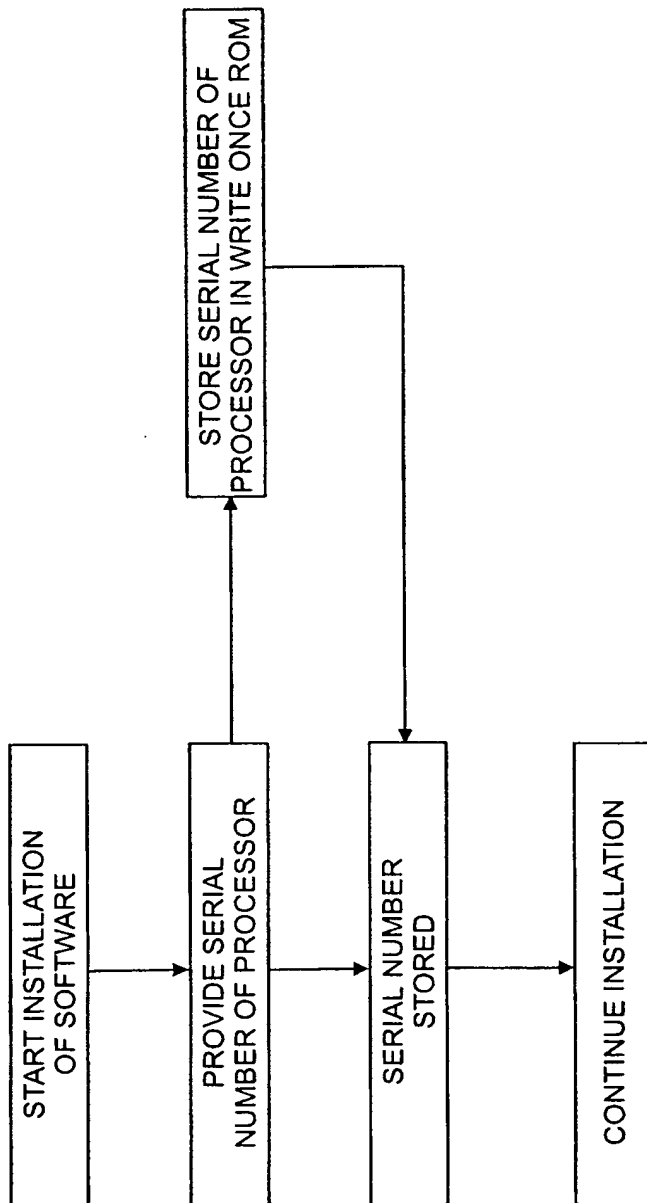 START INSTALLATION
OF SOFTWARE
PROVIDE SERIAL
NUMBER OF PROCESSOR
STORE SERIAL NUMBER OF
PROCESSOR IN WRITE ONCE ROM
SERIAL NUMBER
STORED
CONTINUE INSTALLATION